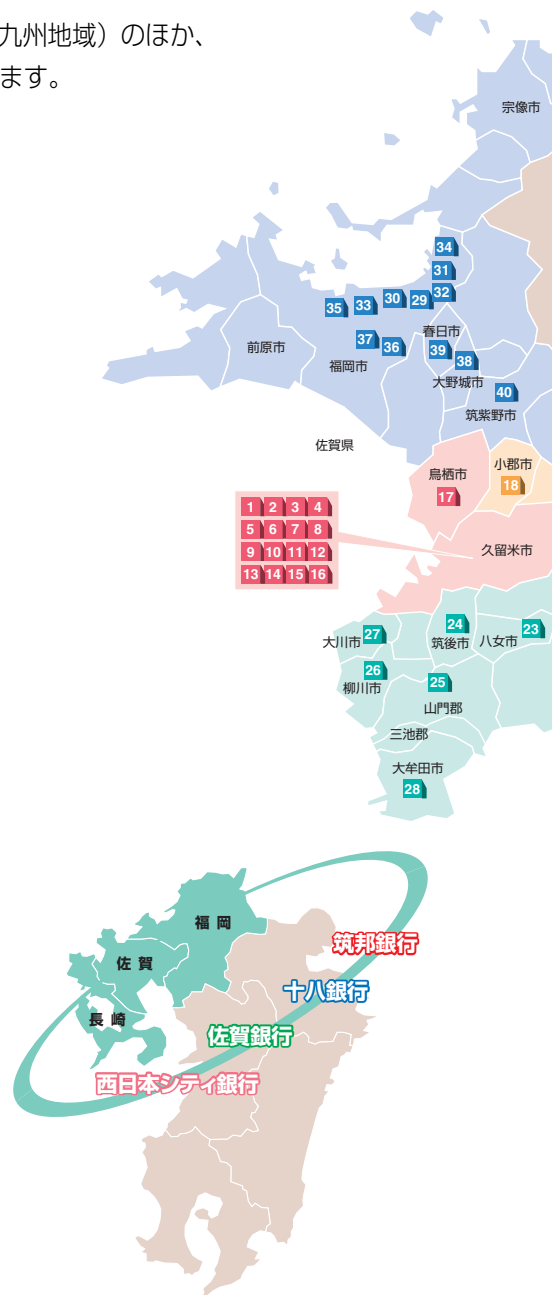 九州地域）のほか、
ます。
宗像市
34
31
32
29
30
33
35
37
36
春日市
39
38
前原市
福岡市
大野城市
40
筑紫野市
佐賀県
鳥栖市
17
小郡市
18
1 2 3 4
5 6 7 8
9 10 11 12
13 14 15 16
久留米市
大川市
27
24
筑後市
八女市
23
26
柳川市
25
山門郡
三池郡
大牟田市
28
福岡
佐賀
長崎
筑邦銀行
十八銀行
佐賀銀行
西日本シティ銀行